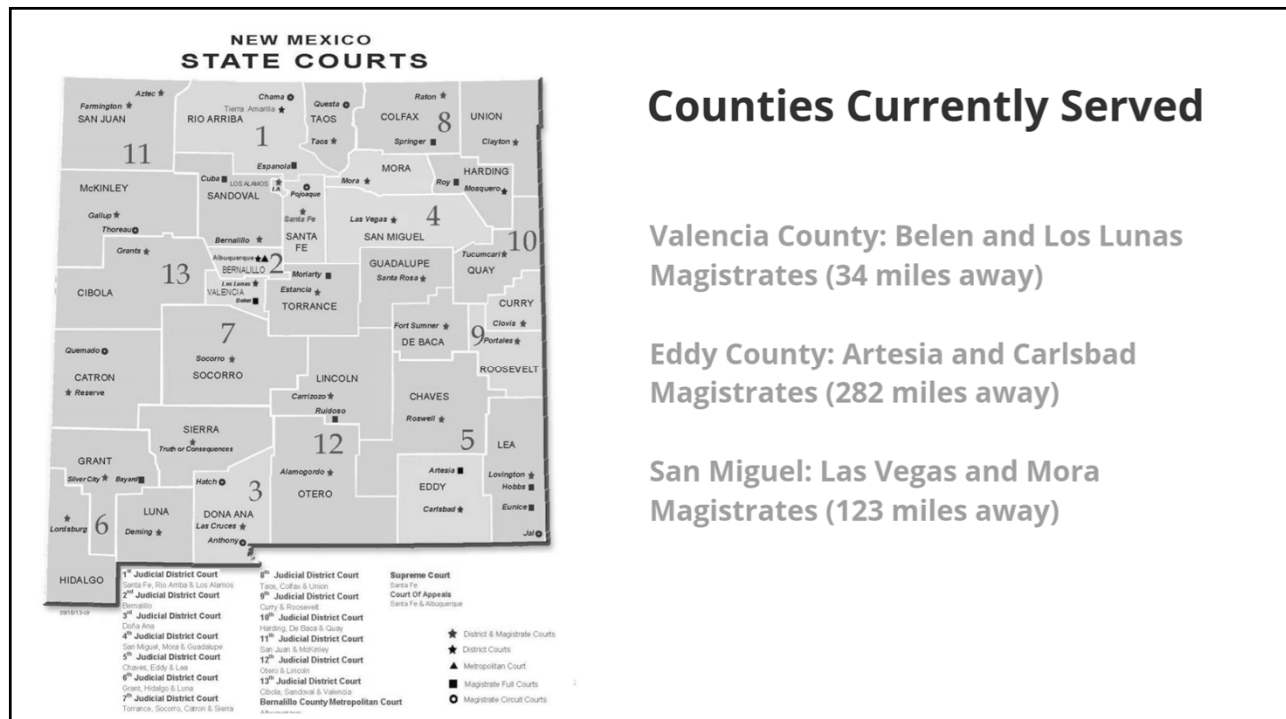 NEW MEXICO
STATE COURTS
Counties Currently Served
Valencia County: Belen and Los Lunas
Magistrates (34 miles away)
Eddy County: Artesia and Carlsbad
Magistrates (282 miles away)
San Miguel: Las Vegas and Mora
Magistrates (123 miles away)
Aztec
Farmington
SAN JUAN
11
Chama
Tierra Amarilla
RIO ARRIBA
1
Espanola
Questa
TAOS
Taos
Raton
COLFAX
8
Springer
UNION
Clayton
MORA
Mora
HARDING
Roy
Mosquero
McKINLEY
Gallup
Thoreau
Cuba
LOS ALAMOS
L.A.
SANDOVAL
Bernalillo
Pojoaque
Santa Fe
SANTA
FE
Las Vegas
4
SAN MIGUEL
10
Tucumcari
QUAY
GUADALUPE
Santa Rosa
Grants
13
CIBOLA
Albuquerque
2
BERNALILLO
Los Lunas
VALENCIA
Belen
Moriarty
Estancia
TORRANCE
CURRY
Clovis
9
Portales
ROOSEVELT
Fort Sumner
DE BACA
Quemado
CATRON
Reserve
7
Socorro
SOCORRO
LINCOLN
Carrizozo
Ruidoso
CHAVES
Roswell
5
LEA
Lovington
Hobbs
Eunice
Jal
SIERRA
Truth or Consequences
12
Alamogordo
OTERO
Artesia
EDDY
Carlsbad
GRANT
Silver City
Bayard
6
Lordsburg
HIDALGO
LUNA
Deming
Hatch
3
DONA ANA
Las Cruces
Anthony
1st Judicial District Court
Santa Fe, Rio Arriba & Los Alamos
2nd Judicial District Court
Bernalillo
3rd Judicial District Court
Doña Ana
4th Judicial District Court
San Miguel, Mora & Guadalupe
5th Judicial District Court
Chaves, Eddy & Lea
6th Judicial District Court
Grant, Hidalgo & Luna
7th Judicial District Court
Torrance, Socorro, Catron & Sierra
8th Judicial District Court
Taos, Colfax & Union
9th Judicial District Court
Curry & Roosevelt
10th Judicial District Court
Harding, De Baca & Quay
11th Judicial District Court
San Juan & McKinley
12th Judicial District Court
Otero & Lincoln
13th Judicial District Court
Cibola, Sandoval & Valencia
Bernalillo County Metropolitan Court
Supreme Court
Santa Fe
Court Of Appeals
Santa Fe & Albuquerque
District & Magistrate Courts
District Courts
Metropolitan Court
Magistrate Full Courts
Magistrate Circuit Courts